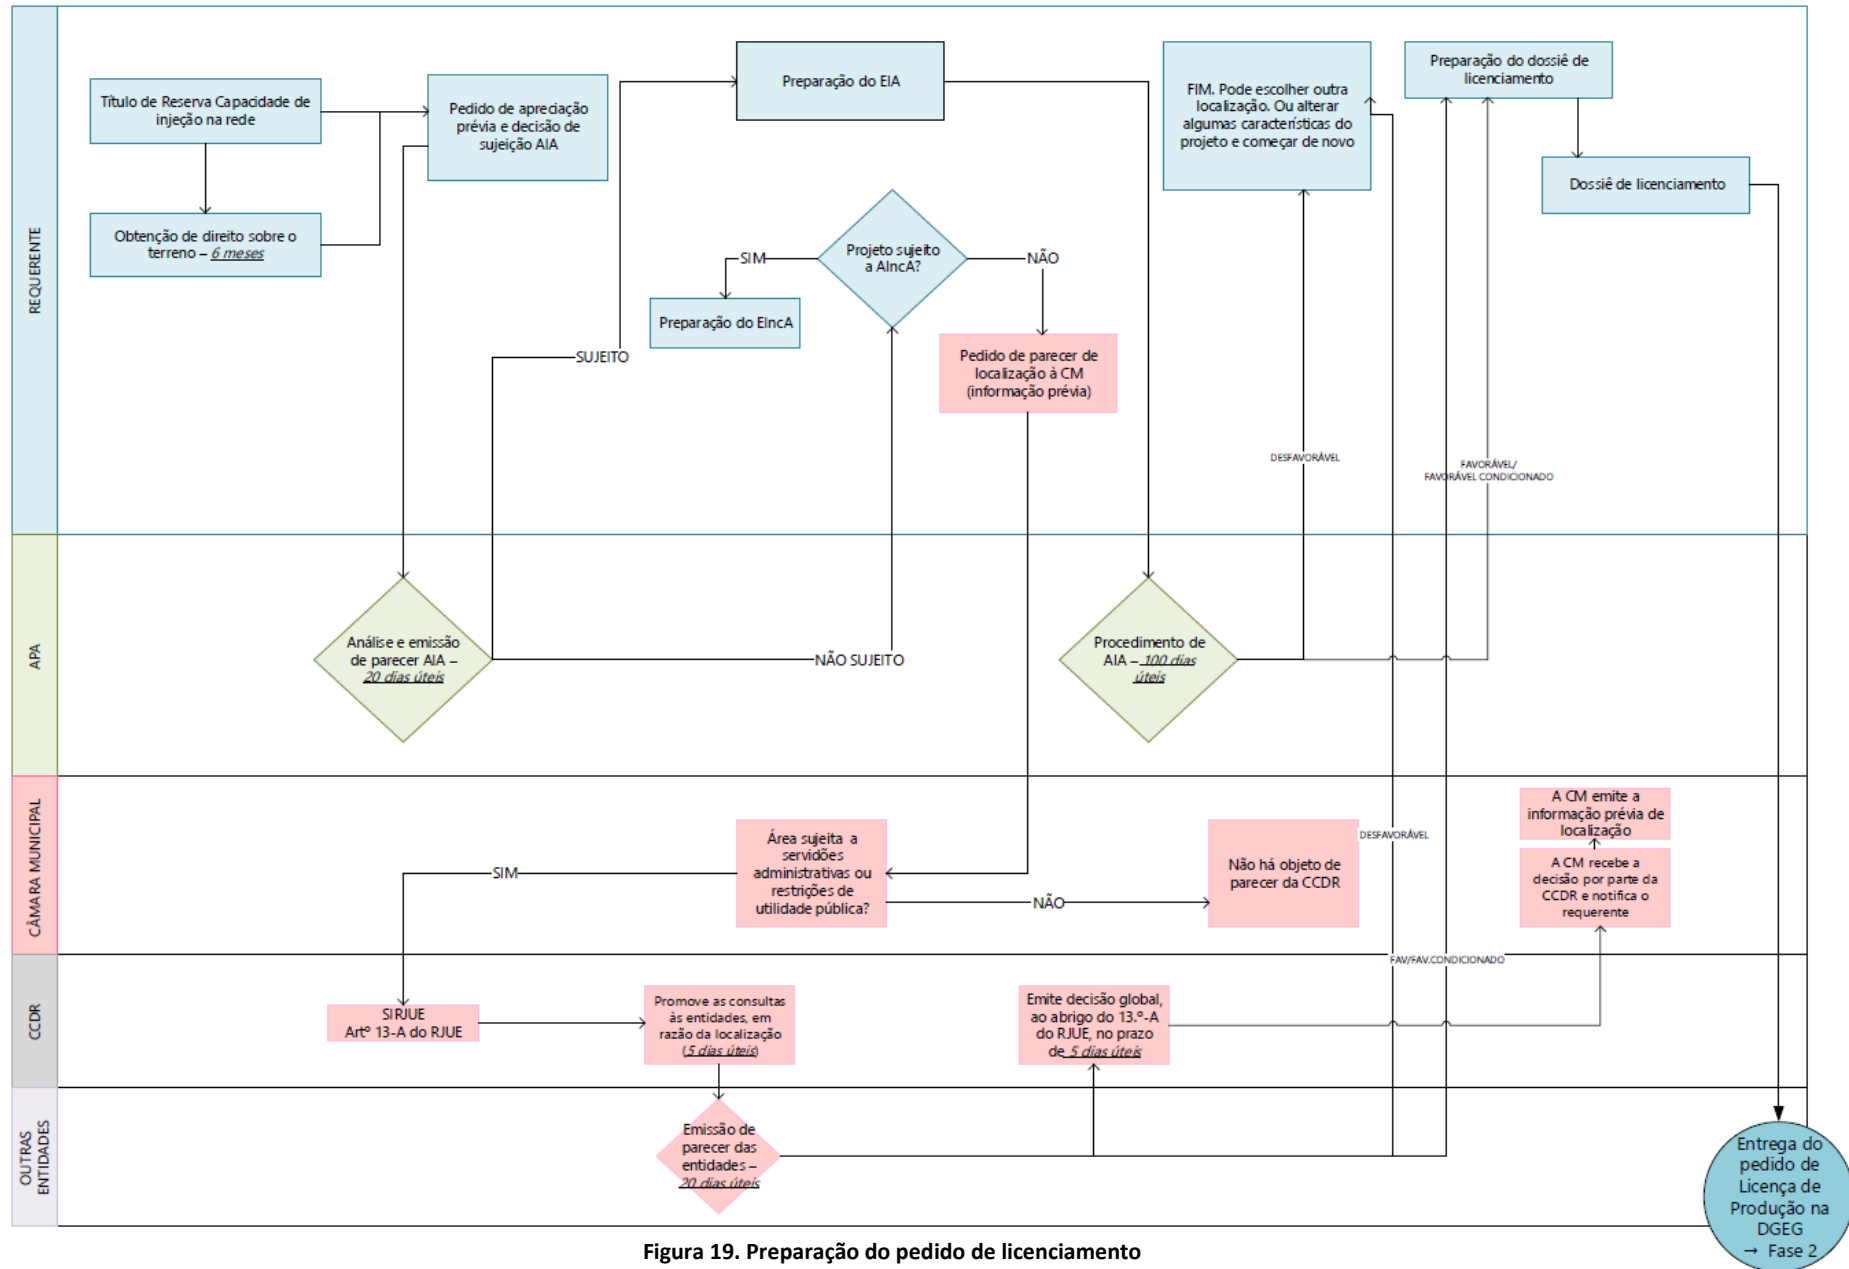 REQUERENTE
Título de Reserva Capacidade de
injeção na rede
Obtenção de direito sobre o
terreno – 6 meses
Pedido de apreciação
prévia e decisão de
sujeição AIA
Preparação do EIA
Projeto sujeito
a AIncA?
SIM
NÃO
Preparação do EIncA
SUJEITO
Pedido de parecer de
localização à CM
(informação prévia)
FIM. Pode escolher outra
localização. Ou alterar
algumas características do
projeto e começar de novo
Preparação do dossiê de
licenciamento
Dossiê de licenciamento
DESFAVORÁVEL
FAVORÁVEL/
FAVORÁVEL CONDICIONADO
APA
Análise e emissão
de parecer AIA –
20 dias úteis
NÃO SUJEITO
Procedimento de
AIA – 100 dias
úteis
CÂMARA MUNICIPAL
SIM
Área sujeita a
servidões
administrativas ou
restrições de
utilidade pública?
NÃO
Não há objeto de
parecer da CCDR
DESFAVORÁVEL
A CM emite a
informação prévia de
localização
A CM recebe a
decisão por parte da
CCDR e notifica o
requerente
CCDR
SIRJUE
Artº 13-A do RJUE
Promove as consultas
às entidades, em
razão da localização
(5 dias úteis)
Emite decisão global,
ao abrigo do 13.º-A
do RJUE, no prazo
de 5 dias úteis
FAV/FAV.CONDICIONADO
OUTRAS
ENTIDADES
Emissão de
parecer das
entidades –
20 dias úteis
Entrega do
pedido de
Licença de
Produção na
DGEG
→ Fase 2
Figura 19. Preparação do pedido de licenciamento